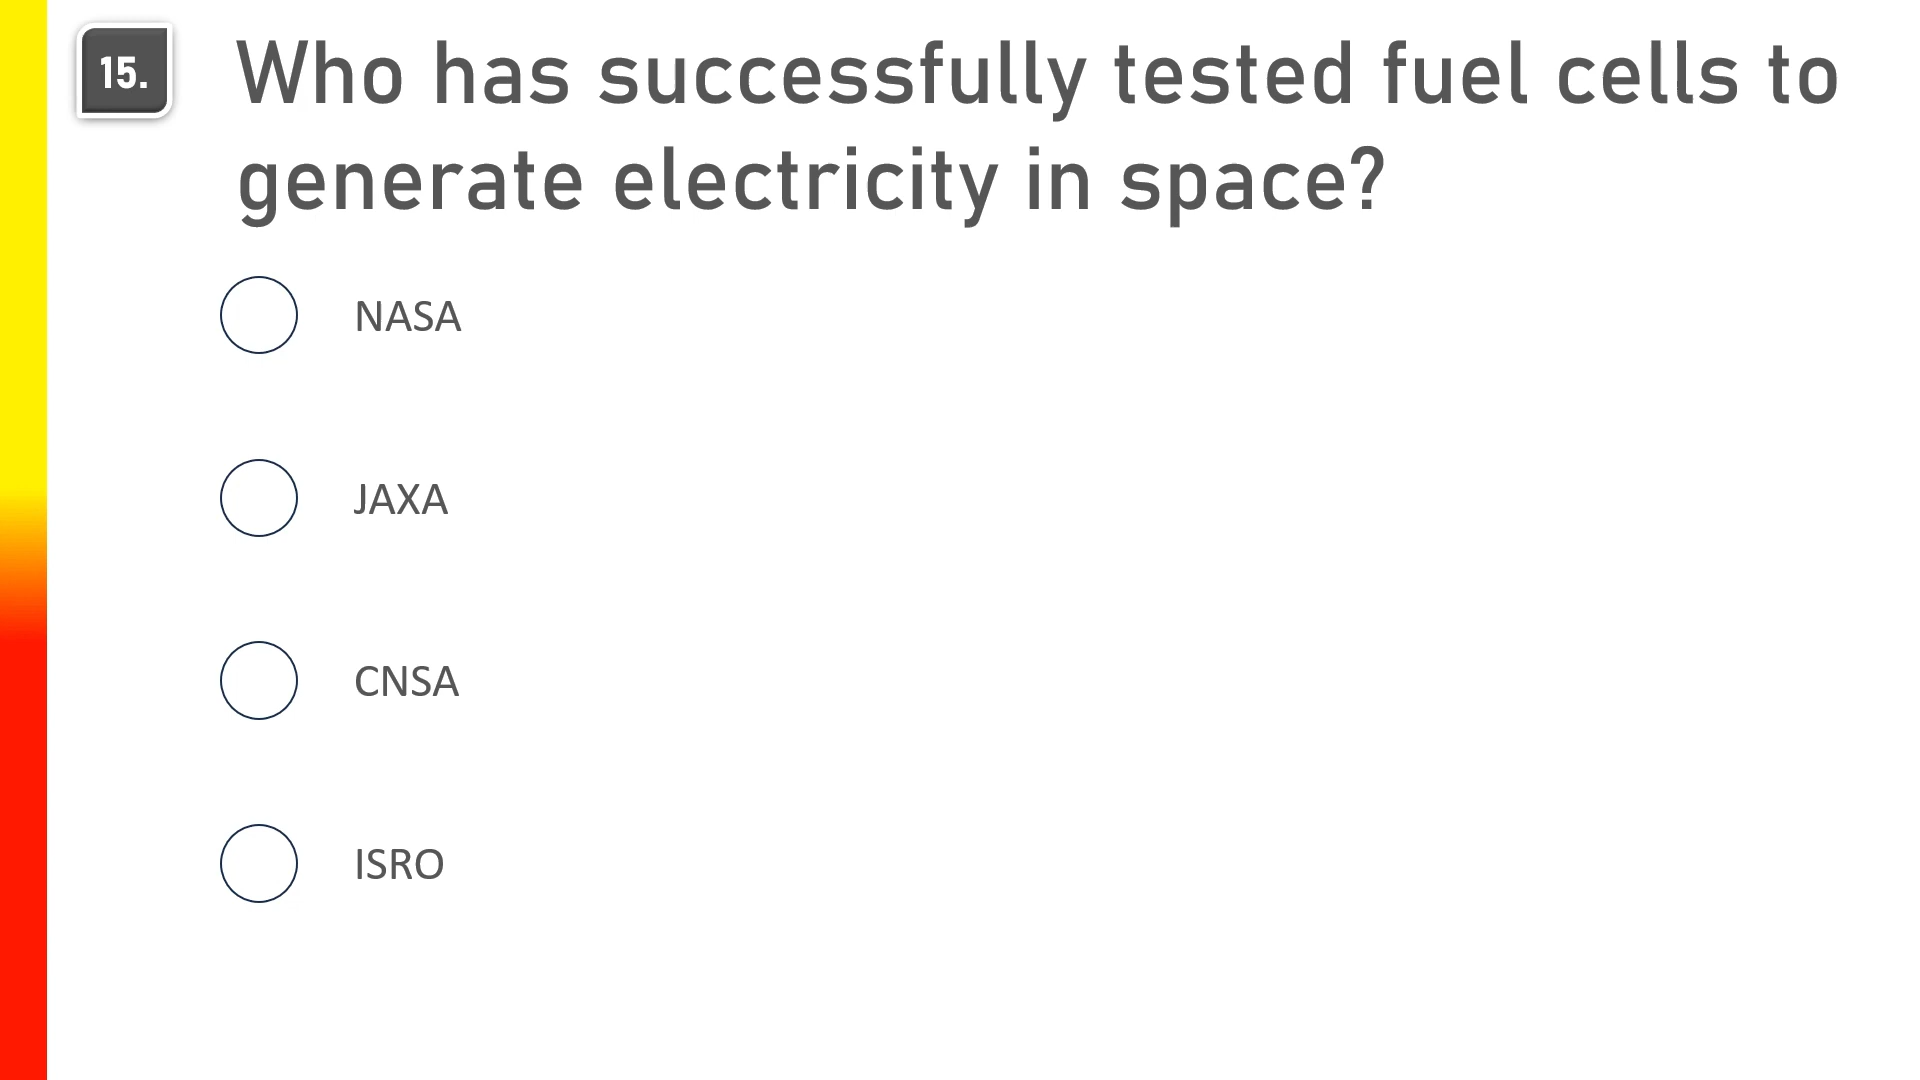 15.
Who has successfully tested fuel cells to
generate electricity in space?
NASA
JAXA
CNSA
ISRO